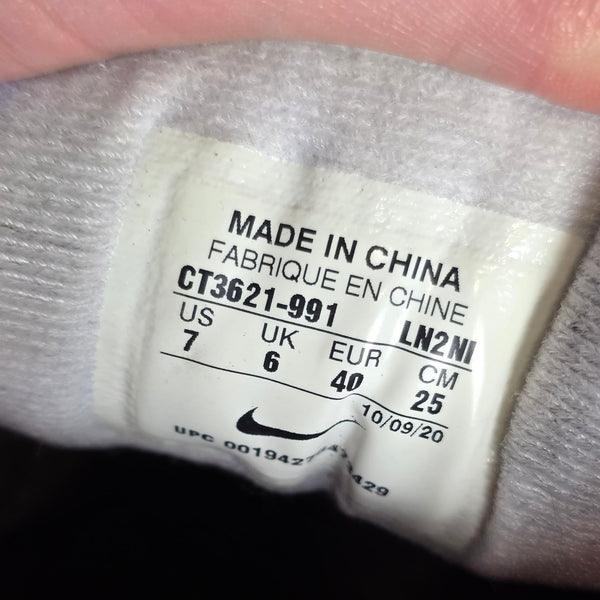 MADE IN CHINA
FABRIQUE EN CHINE
CT3621-991 LN2NI
US UK EUR CM
7 6 40 25
10/09/20
UPC